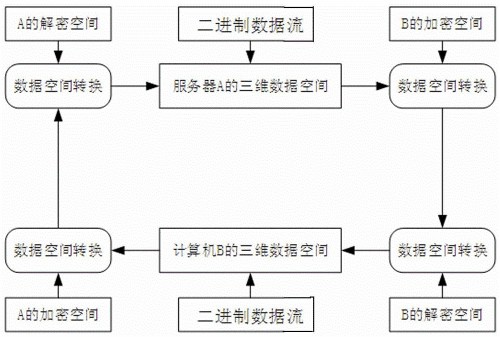 A的解密空间
二进制数据流
B的加密空间
数据空间转换
服务器A的三维数据空间
数据空间转换
数据空间转换
计算机B的三维数据空间
数据空间转换
A的加密空间
二进制数据流
B的解密空间